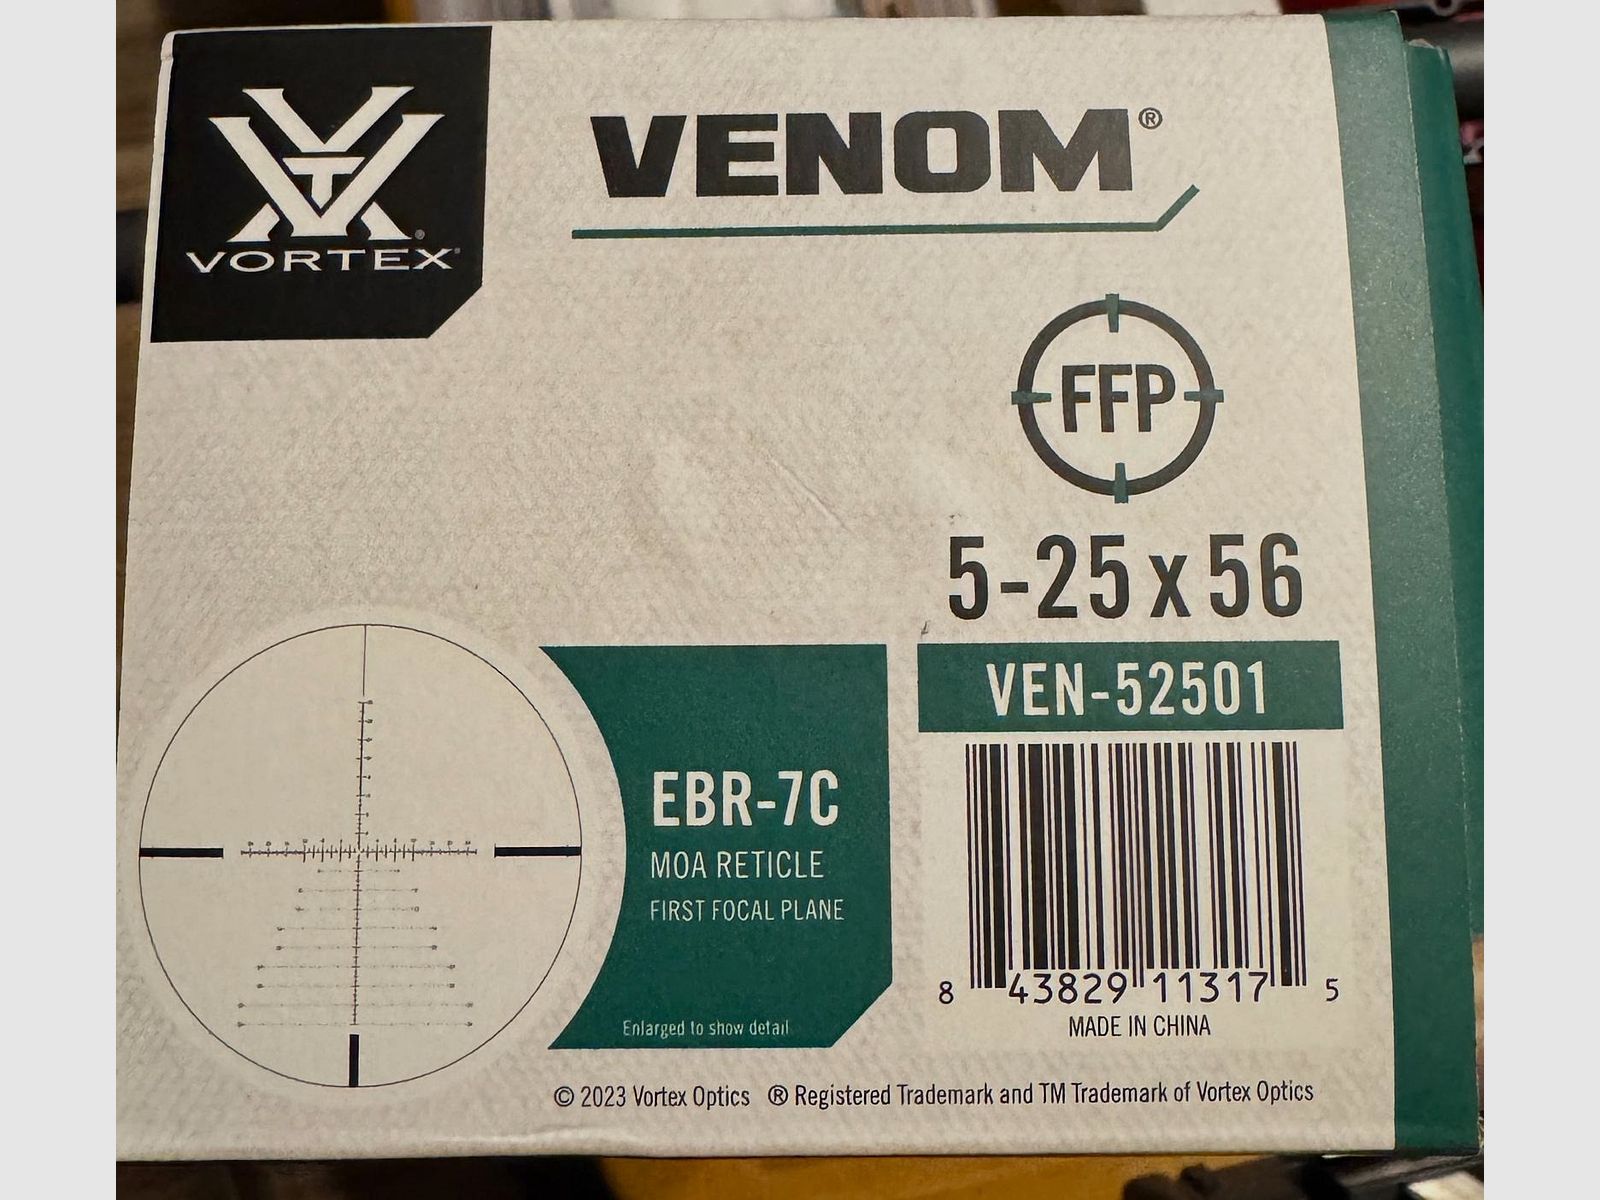 VORTEX®
VENOM®
FFP
5-25x56
VEN-52501
EBR-7C
MOA RETICLE
FIRST FOCAL PLANE
Enlarged to show detail
8 43829 11317 5
MADE IN CHINA
© 2023 Vortex Optics ® Registered Trademark and TM Trademark of Vortex Optics